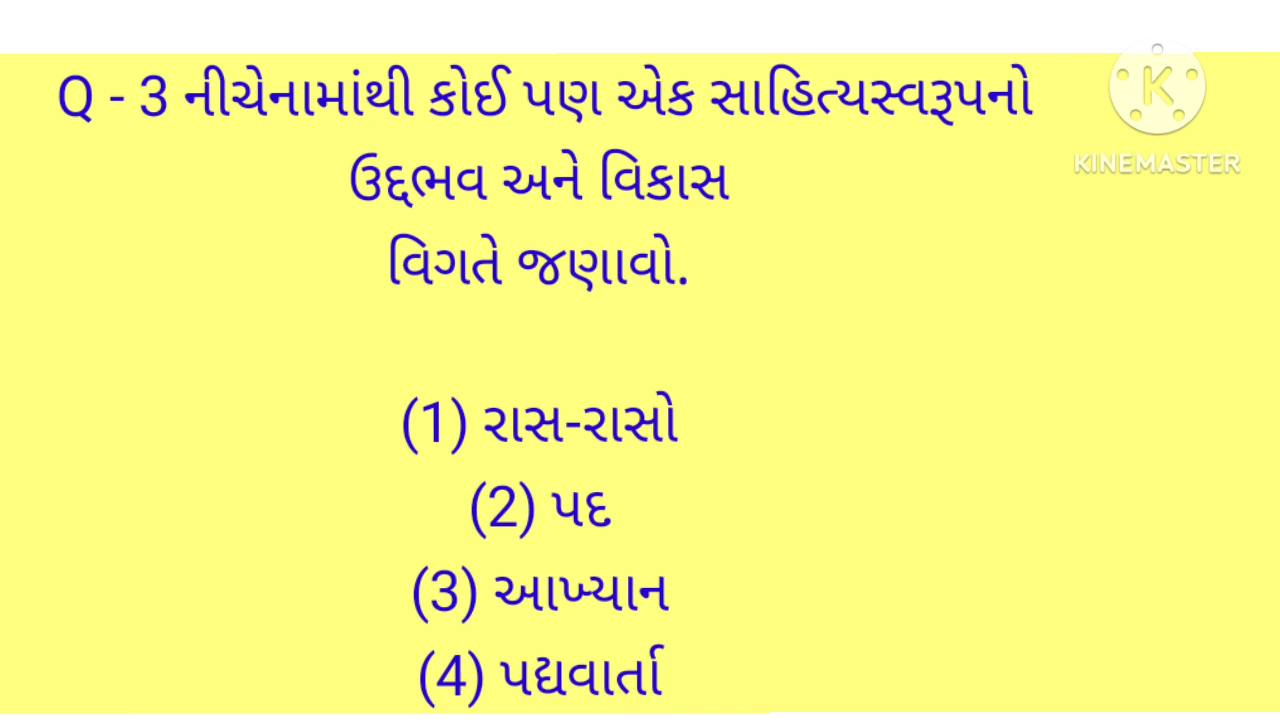 Q - 3 નીચેનામાંથી કોઈ પણ એક સાહિત્યસ્વરૂપનો
ઉદ્દભવ અને વિકાસ
વિગતે જણાવો.
(1) રાસ-રાસો
(2) પદ
(3) આખ્યાન
(4) પદ્યવાર્તા
K
KINEMASTER